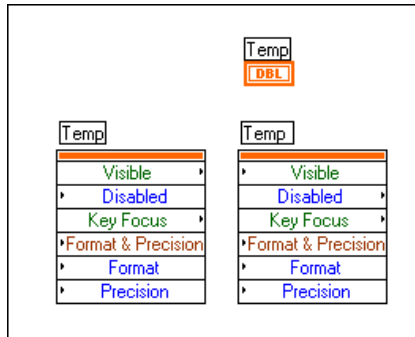 Temp
DBL
Temp
Visible
Disabled
Key Focus
Format & Precision
Format
Precision
Temp
Visible
Disabled
Key Focus
Format & Precision
Format
Precision